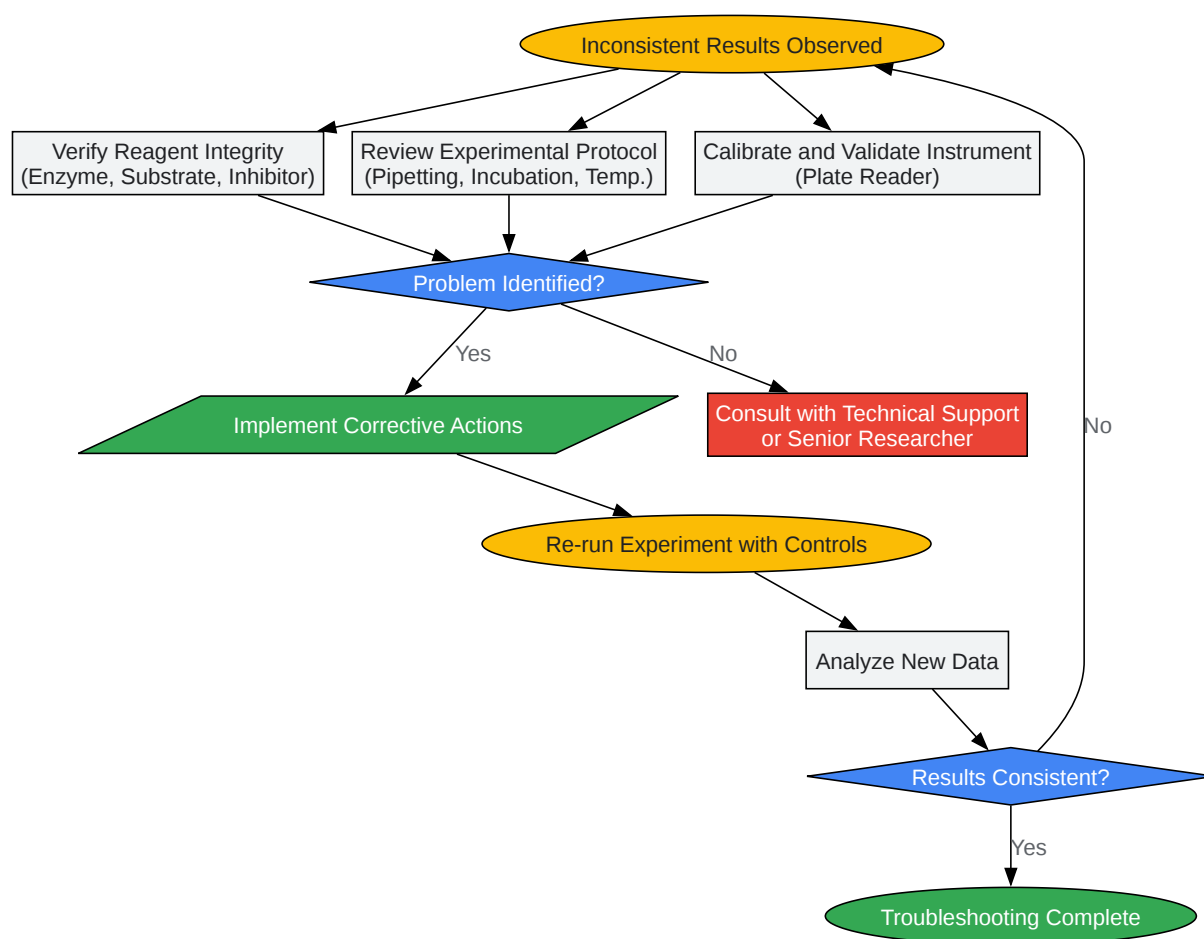 Inconsistent Results Observed
Verify Reagent Integrity
(Enzyme, Substrate, Inhibitor)
Review Experimental Protocol
(Pipetting, Incubation, Temp.)
Calibrate and Validate Instrument
(Plate Reader)
Problem Identified?
Yes
No
Implement Corrective Actions
Consult with Technical Support
or Senior Researcher
No
Re-run Experiment with Controls
Analyze New Data
Results Consistent?
Yes
Troubleshooting Complete